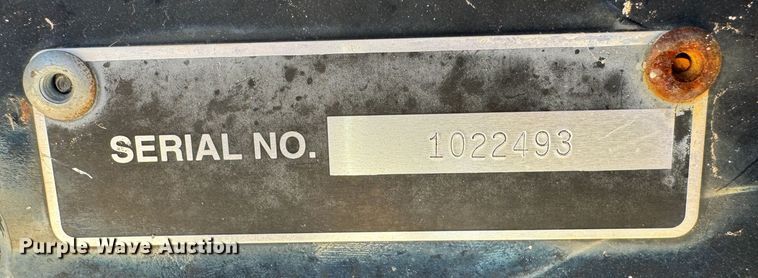 SERIAL NO. 1022493
Purple Wave Auction